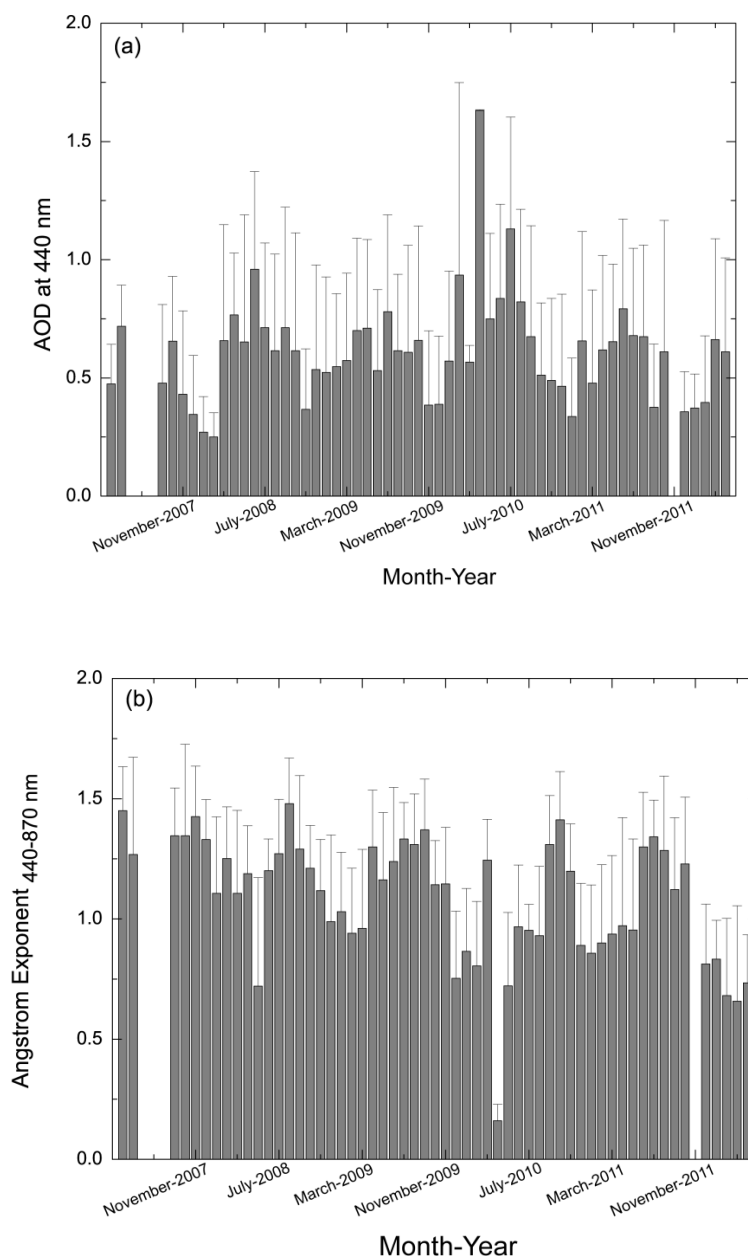 (a)
2.0
1.5
1.0
0.5
0.0
AOD at 440 nm
November-2007
July-2008
March-2009
November-2009
July-2010
March-2011
November-2011
Month-Year
(b)
2.0
1.5
1.0
0.5
0.0
Angstrom Exponent 440-870 nm
November-2007
July-2008
March-2009
November-2009
July-2010
March-2011
November-2011
Month-Year